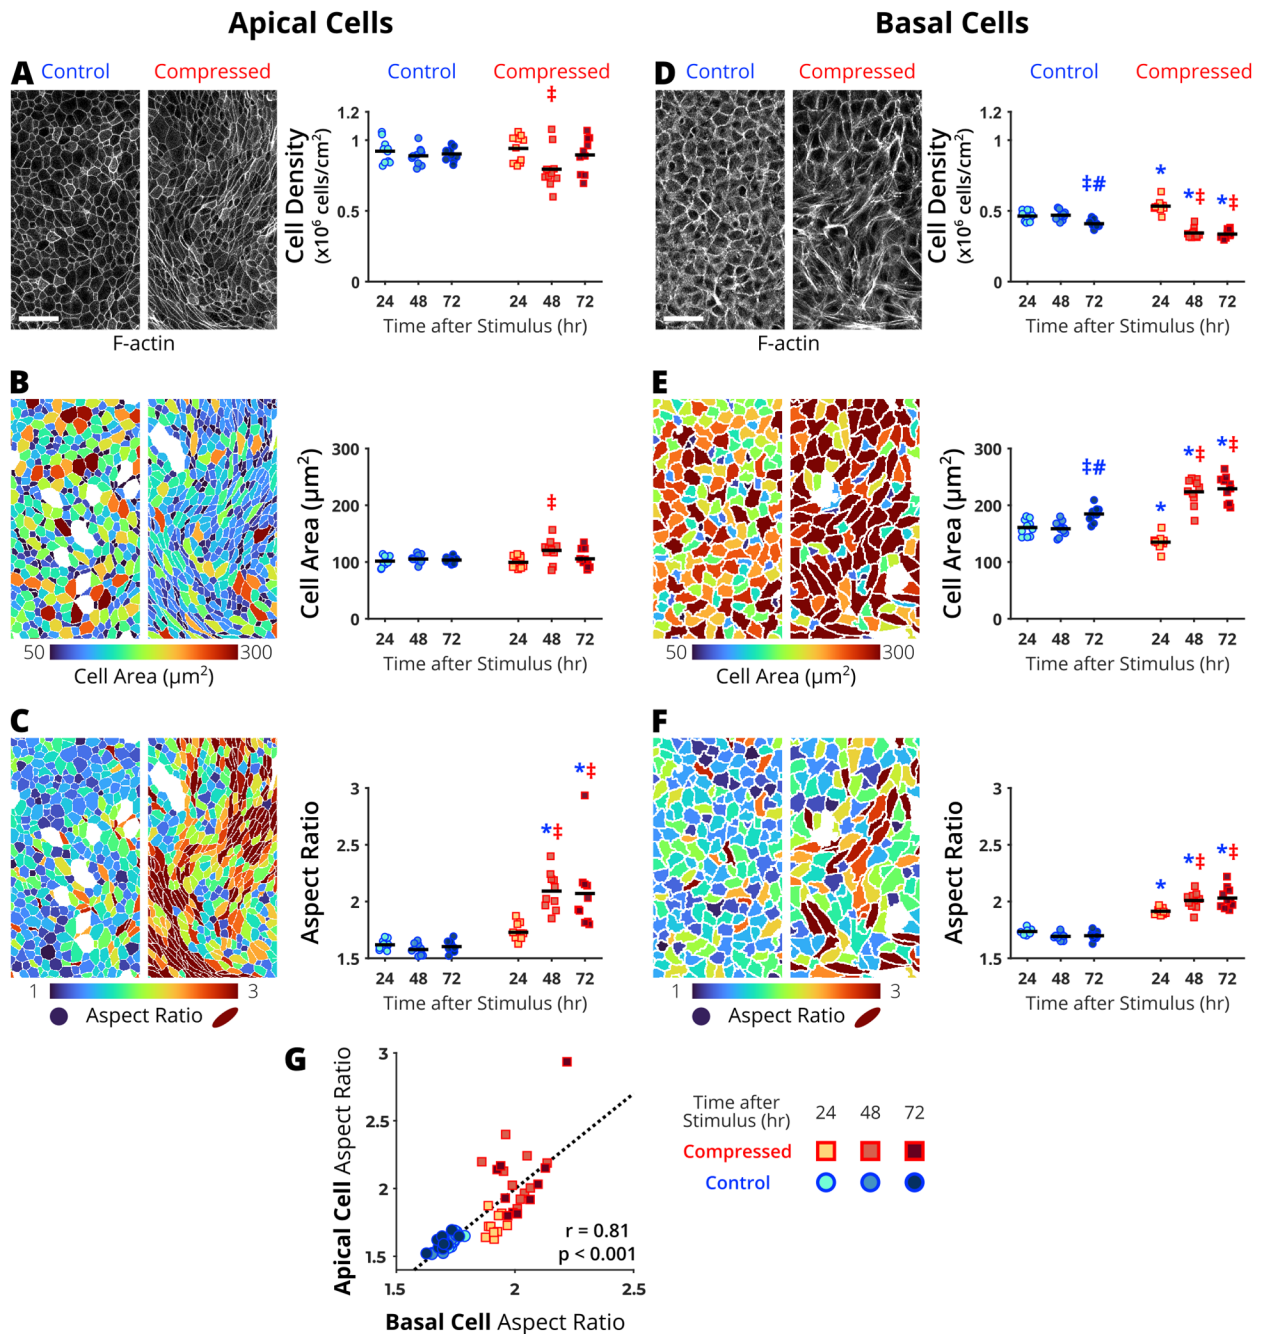 Apical Cells
Basal Cells
A
Control
Compressed
Control
Compressed
‡
Cell Density
(x10⁶ cells/cm²)
1.2
1
0.5
0
24 48 72 24 48 72
Time after Stimulus (hr)
F-actin
D
Control
Compressed
Control
Compressed
‡# * *‡ *‡
Cell Density
(x10⁶ cells/cm²)
1.2
1
0.5
0
24 48 72 24 48 72
Time after Stimulus (hr)
F-actin
B
‡
Cell Area (μm²)
300
200
100
0
24 48 72 24 48 72
Time after Stimulus (hr)
50 300
Cell Area (μm²)
E
‡# * *‡ *‡
Cell Area (μm²)
300
200
100
0
24 48 72 24 48 72
Time after Stimulus (hr)
50 300
Cell Area (μm²)
C
*‡ *‡
Aspect Ratio
3
2.5
2
1.5
24 48 72 24 48 72
Time after Stimulus (hr)
1 3
Aspect Ratio
F
* *‡ *‡
Aspect Ratio
3
2.5
2
1.5
24 48 72 24 48 72
Time after Stimulus (hr)
1 3
Aspect Ratio
G
Apical Cell Aspect Ratio
3
2.5
2
1.5
r = 0.81
p < 0.001
1.5 2 2.5
Basal Cell Aspect Ratio
Time after
Stimulus (hr)
24 48 72
Compressed
Control